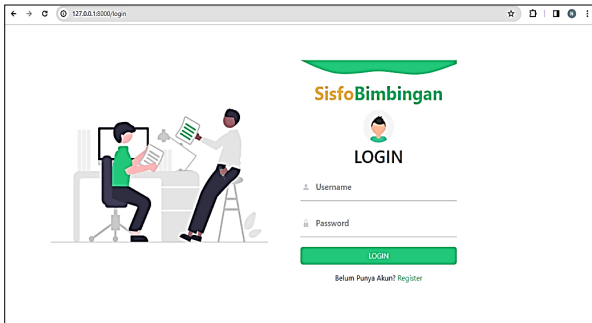 127.0.0.1:8000/login
SisfoBimbingan
LOGIN
Username
Password
LOGIN
Belum Punya Akun? Register